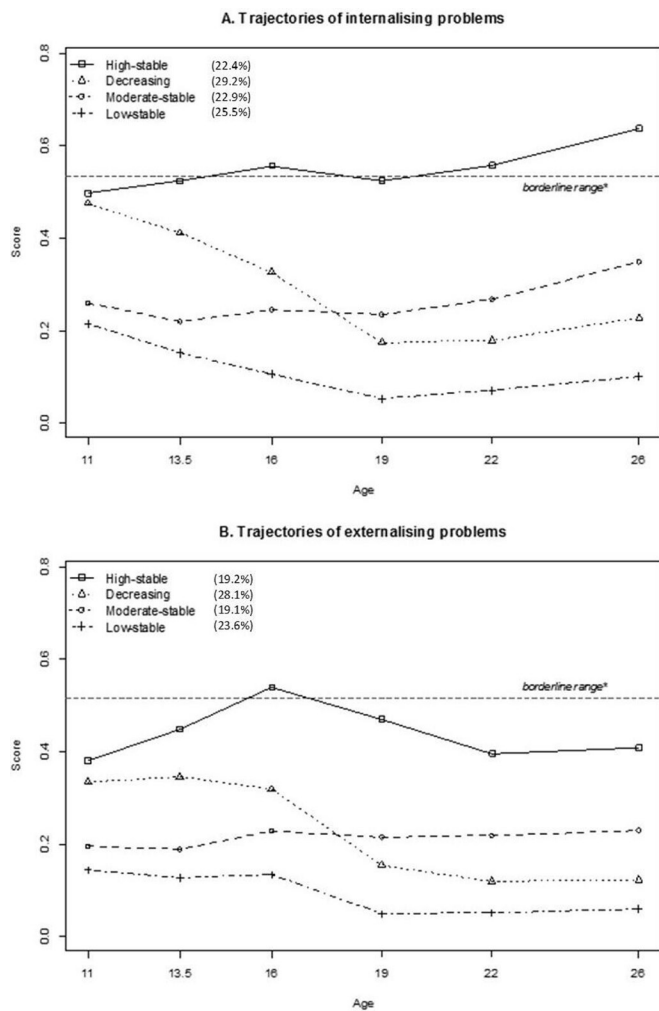 A. Trajectories of internalising problems
0.8
High-stable (22.4%)
Decreasing (29.2%)
Moderate-stable (22.9%)
Low-stable (25.5%)
0.6
borderline range*
Score
0.4
0.2
0.0
11 13.5 16 19 22 26
Age
B. Trajectories of externalising problems
0.8
High-stable (19.2%)
Decreasing (28.1%)
Moderate-stable (19.1%)
Low-stable (23.6%)
0.6
borderline range*
Score
0.4
0.2
0.0
11 13.5 16 19 22 26
Age